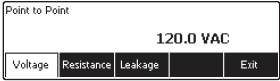 Point to Point
120.0 VAC
Voltage Resistance Leakage Exit